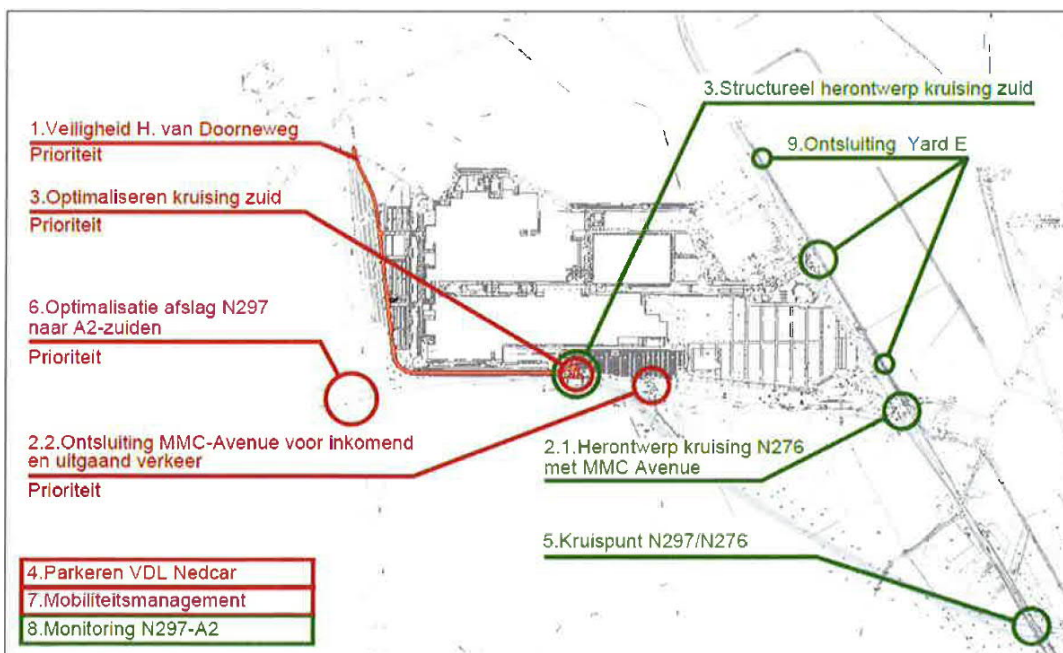 3.Structureel herontwerp kruising zuid
1.Veiligheid H. van Doorneweg
Prioriteit
9.Ontsluiting Yard E
3.Optimaliseren kruising zuid
Prioriteit
6.Optimalisatie afslag N297
naar A2-zuiden
Prioriteit
2.2.Ontsluiting MMC-Avenue voor inkomend
en uitgaand verkeer
Prioriteit
2.1.Herontwerp kruising N276
met MMC Avenue
5.Kruispunt N297/N276
4.Parkeren VDL Nedcar
7.Mobiliteitsmanagement
8.Monitoring N297-A2